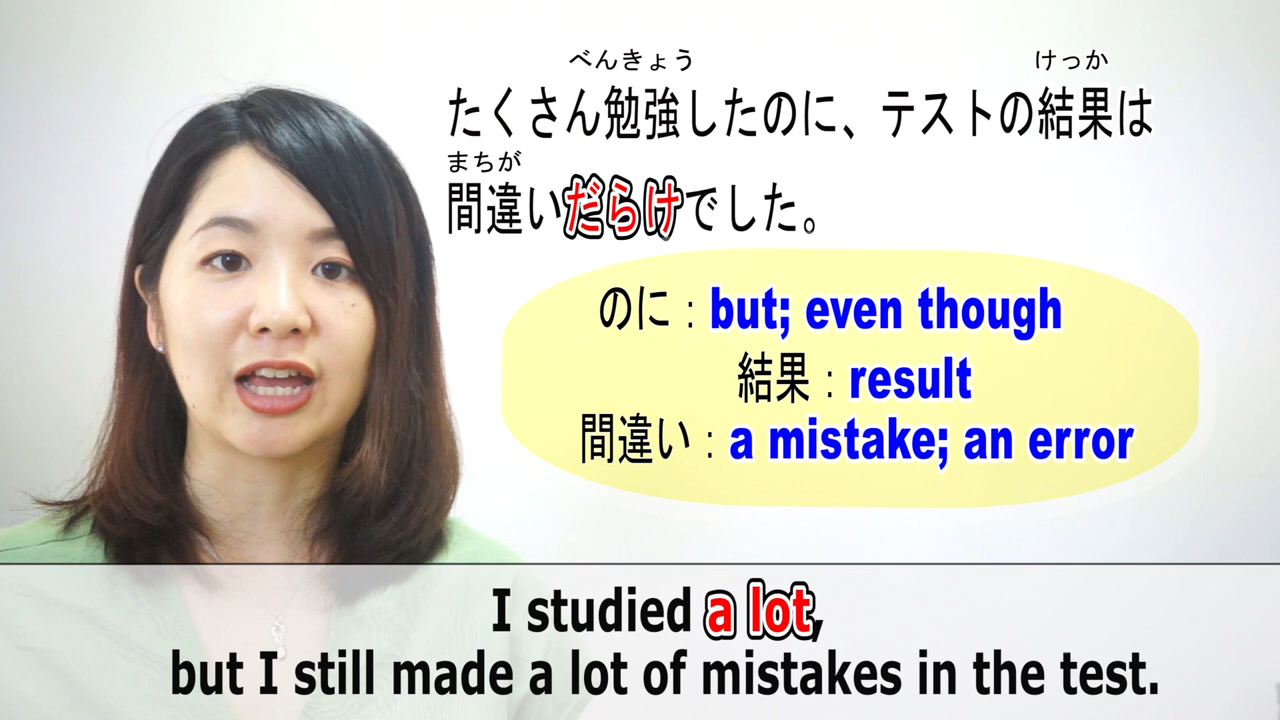 べんきょう けっか
たくさん勉強したのに、テストの結果は
まちが
間違いだらけでした。
のに：but; even though
結果：result
間違い：a mistake; an error
I studied a lot,
but I still made a lot of mistakes in the test.